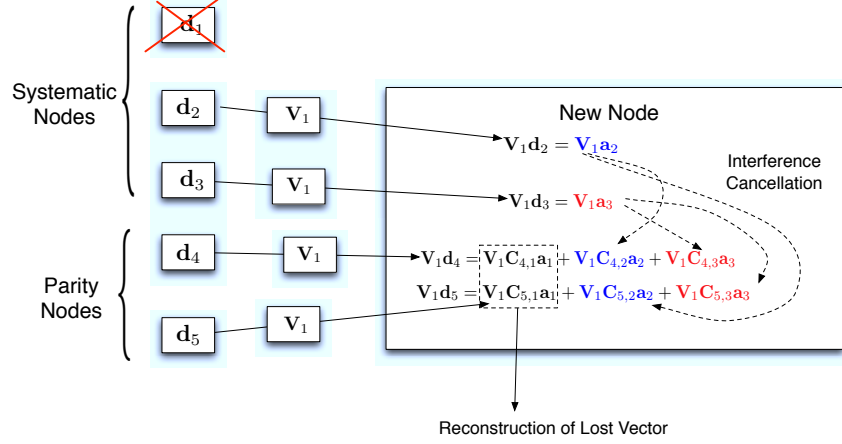 d₁
Systematic
Nodes
d₂
V₁
d₃
V₁
Parity
Nodes
d₄
V₁
d₅
V₁
New Node
V₁d₂ = V₁a₂
Interference
Cancellation
V₁d₃ = V₁a₃
V₁d₄ = V₁C₄,₁a₁ + V₁C₄,₂a₂ + V₁C₄,₃a₃
V₁d₅ = V₁C₅,₁a₁ + V₁C₅,₂a₂ + V₁C₅,₃a₃
Reconstruction of Lost Vector